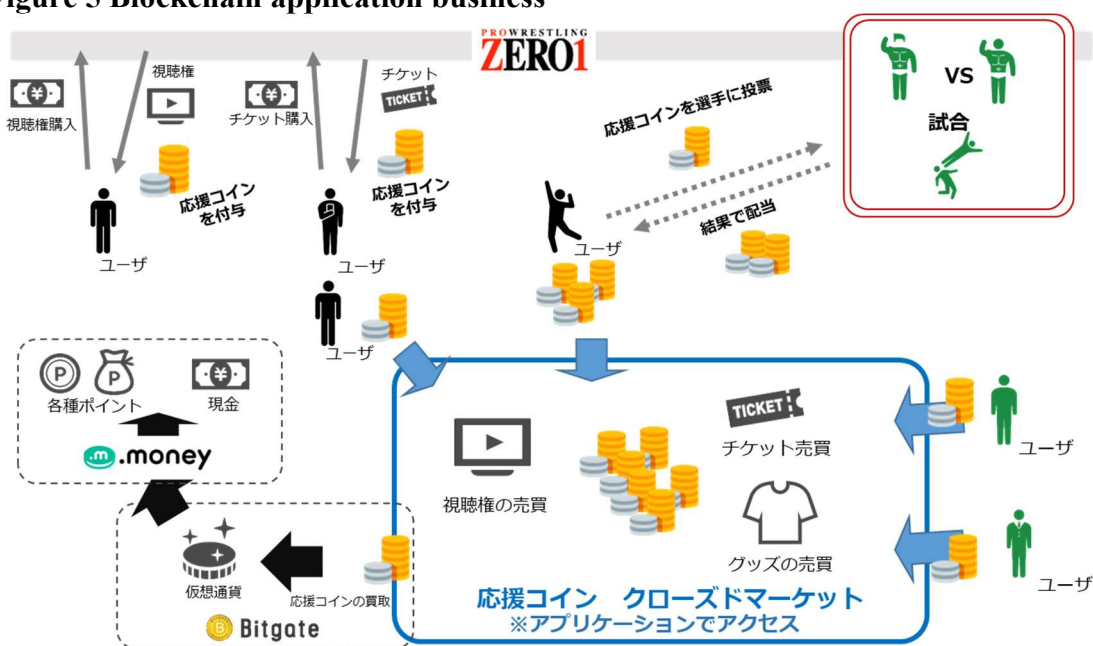 Figure 3 Blockchain application business
PROWRESTLING
ZERO1
視聴権
視聴権購入
チケット
TICKET
チケット購入
応援コイン
を付与
応援コイン
を付与
ユーザ
ユーザ
応援コインを選手に投票
結果で配当
ユーザ
VS
試合
ユーザ
P
P
各種ポイント
現金
m .money
仮想通貨
応援コインの買取
B Bitgate
視聴権の売買
TICKET
チケット売買
グッズの売買
応援コイン クローズドマーケット
※アプリケーションでアクセス
ユーザ
ユーザ